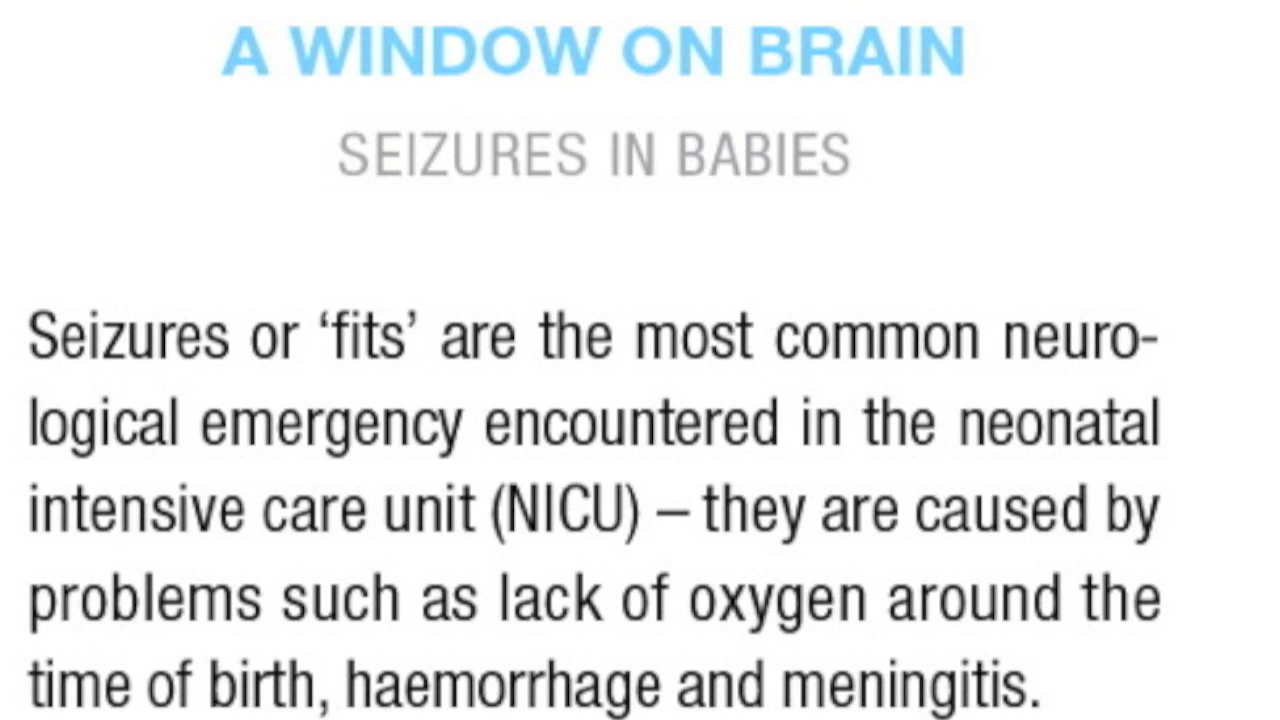 A WINDOW ON BRAIN
SEIZURES IN BABIES
Seizures or ‘fits’ are the most common neuro-
logical emergency encountered in the neonatal
intensive care unit (NICU) – they are caused by
problems such as lack of oxygen around the
time of birth, haemorrhage and meningitis.